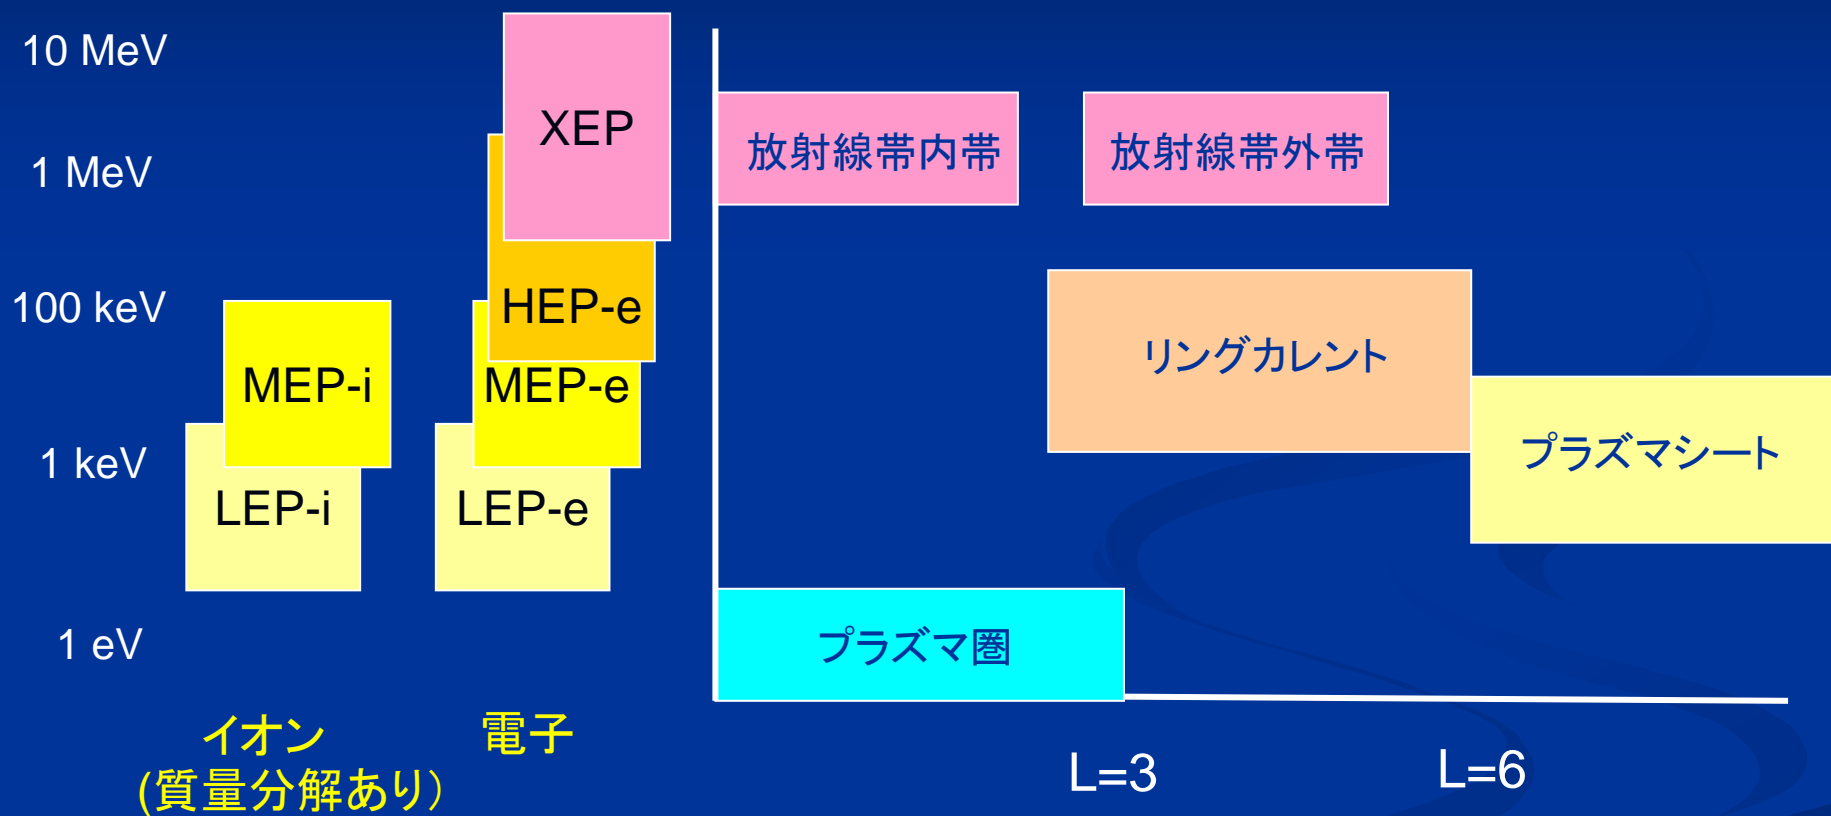 10 MeV
1 MeV
100 keV
1 keV
1 eV
XEP
HEP-e
MEP-i
MEP-e
LEP-i
LEP-e
イオン
(質量分解あり)
電子
放射線帯内帯
放射線帯外帯
リングカレント
プラズマシート
プラズマ圏
L=3
L=6